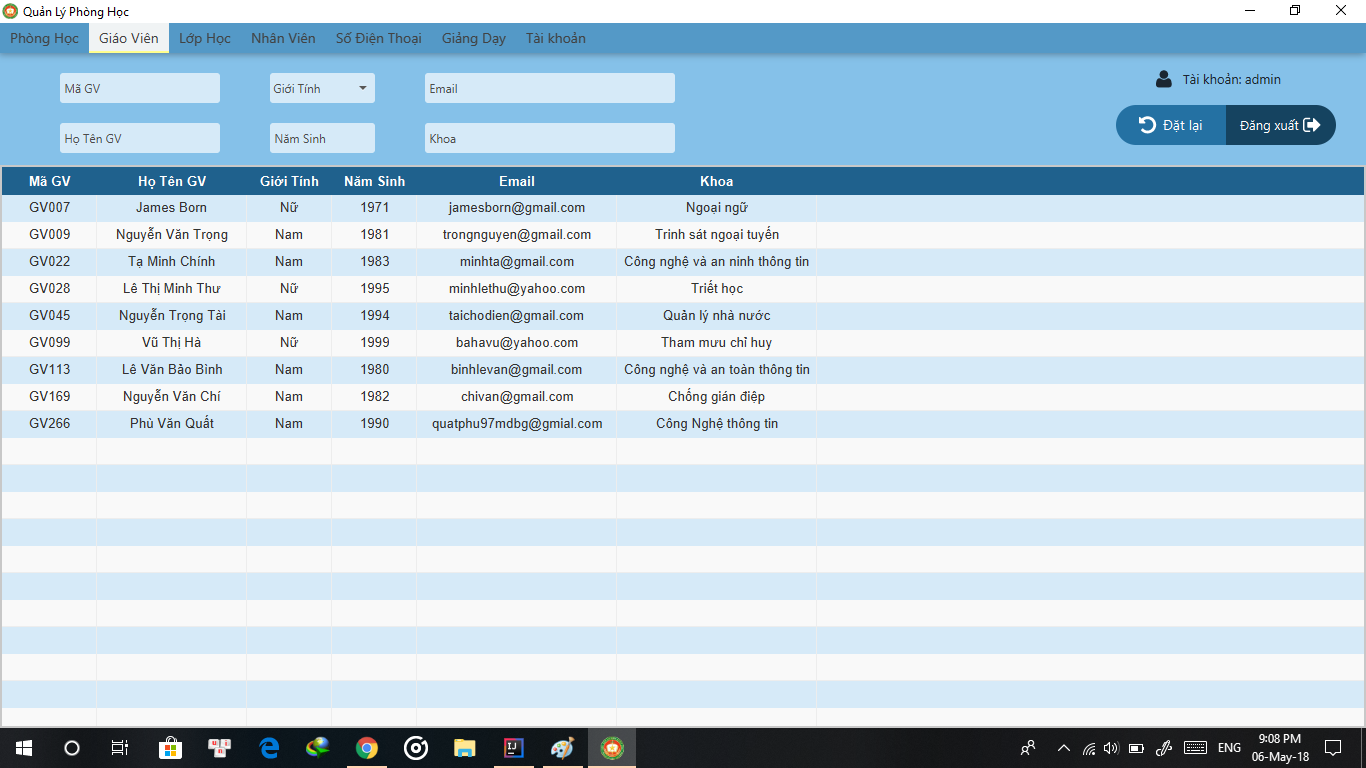 Quản Lý Phòng Học
Phòng Học Giáo Viên Lớp Học Nhân Viên Số Điện Thoại Giảng Dạy Tài khoản
Mã GV Giới Tính Email
Tài khoản: admin
Họ Tên GV Năm Sinh Khoa
Đặt lại Đăng xuất
Mã GV Họ Tên GV Giới Tính Năm Sinh Email Khoa
GV007 James Born Nữ 1971 jamesborn@gmail.com Ngoại ngữ
GV009 Nguyễn Văn Trọng Nam 1981 trongnguyen@gmail.com Trinh sát ngoại tuyến
GV022 Tạ Minh Chính Nam 1983 minhta@gmail.com Công nghệ và an ninh thông tin
GV028 Lê Thị Minh Thư Nữ 1995 minhlethu@yahoo.com Triết học
GV045 Nguyễn Trọng Tài Nam 1994 taichodien@gmail.com Quản lý nhà nước
GV099 Vũ Thị Hà Nữ 1999 bahavu@yahoo.com Tham mưu chỉ huy
GV113 Lê Văn Bảo Bình Nam 1980 binhlevan@gmail.com Công nghệ và an toàn thông tin
GV169 Nguyễn Văn Chí Nam 1982 chivan@gmail.com Chống gián điệp
GV266 Phù Văn Quất Nam 1990 quatphu97mdbg@gmial.com Công Nghệ thông tin
ENG 9:08 PM
06-May-18